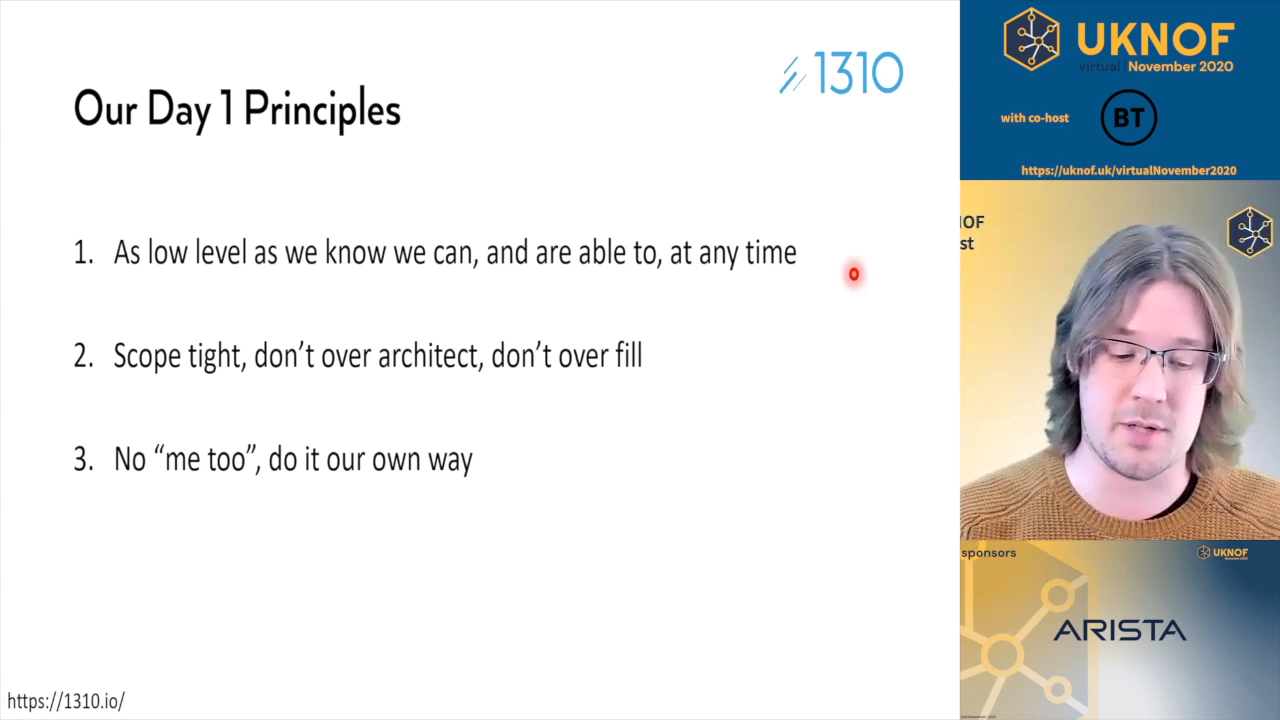 1310
Our Day 1 Principles
1. As low level as we know we can, and are able to, at any time
2. Scope tight, don’t over architect, don’t over fill
3. No “me too”, do it our own way
https://1310.io/
UKNOF
virtual | November 2020
with co-host
BT
https://uknof.uk/virtualNovember2020
IOF
st
sponsors
UKNOF
November 2020
ARISTA